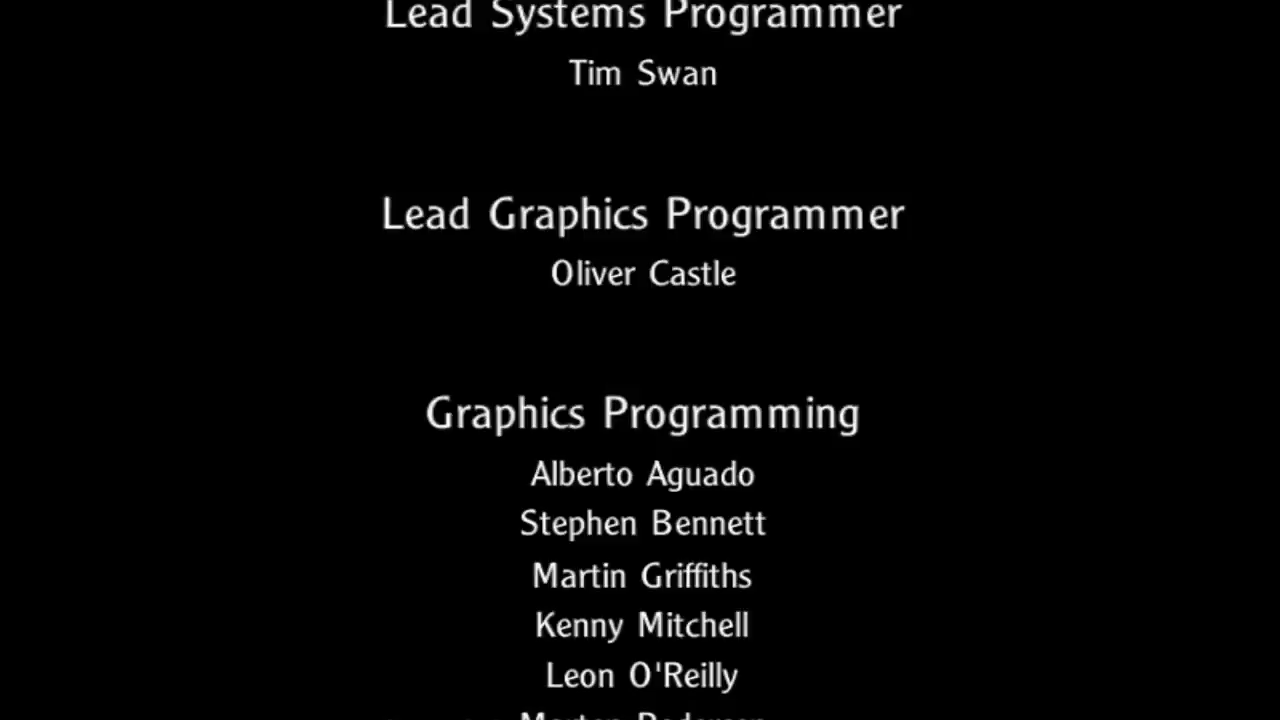 Lead Systems Programmer
Tim Swan
Lead Graphics Programmer
Oliver Castle
Graphics Programming
Alberto Aguado
Stephen Bennett
Martin Griffiths
Kenny Mitchell
Leon O'Reilly